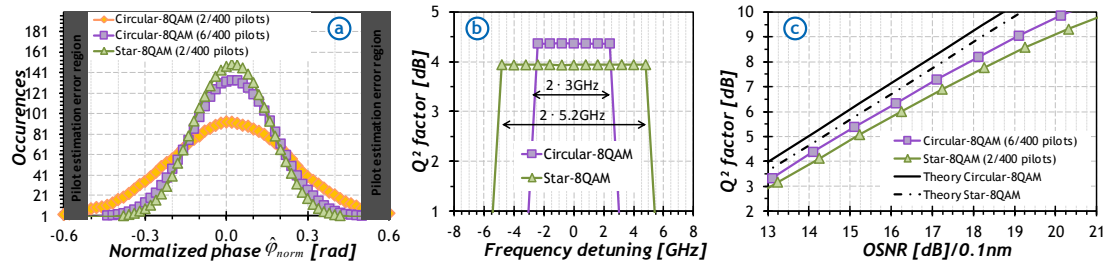 a
Circular-8QAM (2/400 pilots)
Circular-8QAM (6/400 pilots)
Star-8QAM (2/400 pilots)
Occurences
181
161
141
121
101
81
61
41
21
1
Pilot estimation error region
Pilot estimation error region
-0.6 -0.3 0.0 0.3 0.6
Normalized phase φnorm [rad]
b
Q² factor [dB]
5
4
3
2
1
2 · 3GHz
2 · 5.2GHz
Circular-8QAM
Star-8QAM
-8 -6 -4 -2 0 2 4 6 8
Frequency detuning [GHz]
c
Q² factor [dB]
10
9
8
7
6
5
4
3
2
Circular-8QAM (6/400 pilots)
Star-8QAM (2/400 pilots)
Theory Circular-8QAM
Theory Star-8QAM
13 14 15 16 17 18 19 20 21
OSNR [dB]/0.1nm